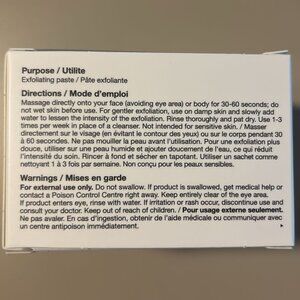 Purpose / Utilite
Exfoliating paste / Pâte exfoliante
Directions / Mode d'emploi
Massage directly onto your face (avoiding eye area) or body for 30-60 seconds; do
not wet skin before use. For gentler exfoliation, use on damp skin and slowly add
water to lessen the intensity of the exfoliation. Rinse thoroughly and pat dry. Use 1-3
times per week in place of a cleanser. Not intended for sensitive skin. / Masser
directement sur le visage (en évitant le contour des yeux) ou sur le corps pendant 30
à 60 secondes. Ne pas mouiller la peau avant l'utilisation. Pour une exfoliation plus
douce, utiliser sur une peau humide et ajouter doucement de l'eau, ce qui réduit
l'intensité du soin. Rincer à fond et sécher en tapotant. Utiliser un sachet comme
nettoyant 1 à 3 fois par semaine. Non conçu pour les peaux sensibles.
Warnings / Mises en garde
For external use only. Do not swallow. If product is swallowed, get medical help or
contact a Poison Control Centre right away. Keep entirely clear of the eye area.
If product enters eye, rinse with water. If irritation or rash occur, discontinue use and
consult your doctor. Keep out of reach of children. / Pour usage externe seulement.
Ne pas avaler. En cas d'ingestion, obtenir de l'aide médicale ou communiquer avec
un centre antipoison immédiatement.